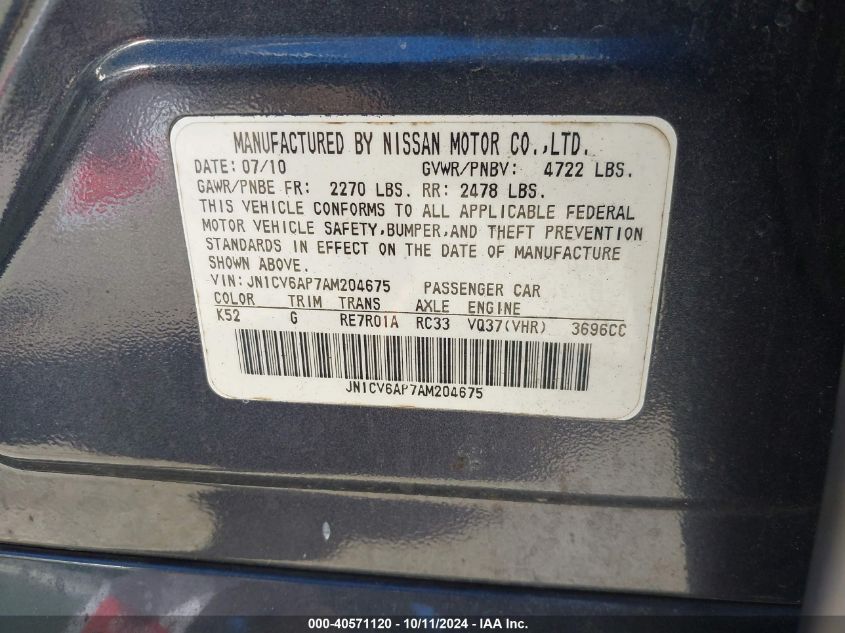 MANUFACTURED BY NISSAN MOTOR CO.,LTD.
DATE: 07/10 GVWR/PNBV: 4722 LBS.
GAWR/PNBE FR: 2270 LBS. RR: 2478 LBS.
THIS VEHICLE CONFORMS TO ALL APPLICABLE FEDERAL
MOTOR VEHICLE SAFETY,BUMPER,AND THEFT PREVENTION
STANDARDS IN EFFECT ON THE DATE OF MANUFACTURE
SHOWN ABOVE.
VIN: JN1CV6AP7AM204675 PASSENGER CAR
COLOR TRIM TRANS AXLE ENGINE
K52 G RE7R01A RC33 VQ37(VHR) 3696CC
JN1CV6AP7AM204675
000-40571120 - 10/11/2024 - IAA Inc.